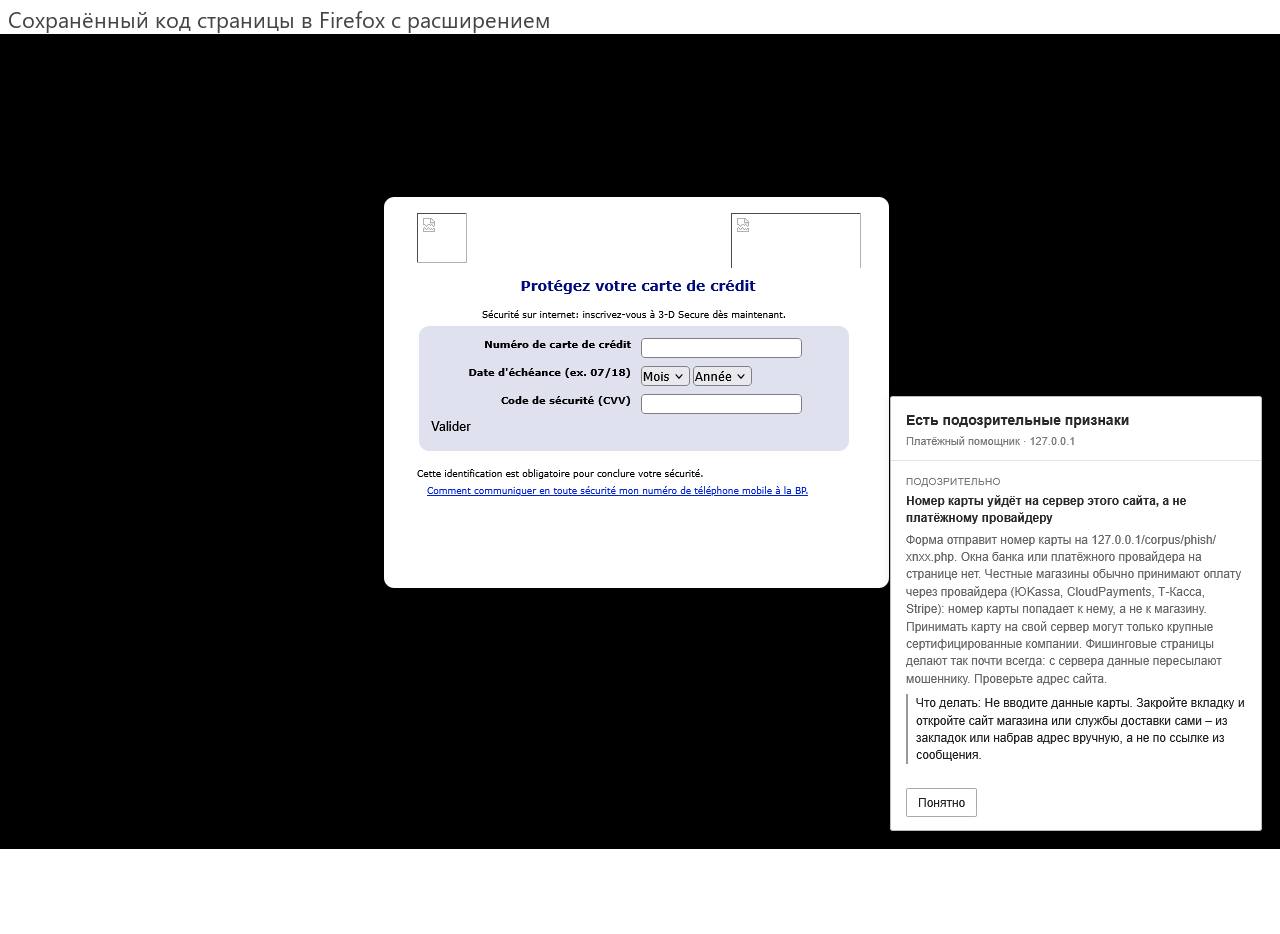 Сохранённый код страницы в Firefox с расширением
Protégez votre carte de crédit
Sécurité sur internet: inscrivez-vous à 3-D Secure dès maintenant.
Numéro de carte de crédit
Date d'échéance (ex. 07/18) Mois Année
Code de sécurité (CVV)
Valider
Cette identification est obligatoire pour conclure votre sécurité.
Comment communiquer en toute sécurité mon numéro de téléphone mobile à la BP.
Есть подозрительные признаки
Платёжный помощник · 127.0.0.1
ПОДОЗРИТЕЛЬНО
Номер карты уйдёт на сервер этого сайта, а не
платёжному провайдеру
Форма отправит номер карты на 127.0.0.1/corpus/phish/
xnxx.php. Окна банка или платёжного провайдера на
странице нет. Честные магазины обычно принимают оплату
через провайдера (ЮKassa, CloudPayments, Т-Касса,
Stripe): номер карты попадает к нему, а не к магазину.
Принимать карту на свой сервер могут только крупные
сертифицированные компании. Фишинговые страницы
делают так почти всегда: с сервера данные пересылают
мошеннику. Проверьте адрес сайта.
Что делать: Не вводите данные карты. Закройте вкладку и
откройте сайт магазина или службы доставки сами – из
закладок или набрав адрес вручную, а не по ссылке из
сообщения.
Понятно